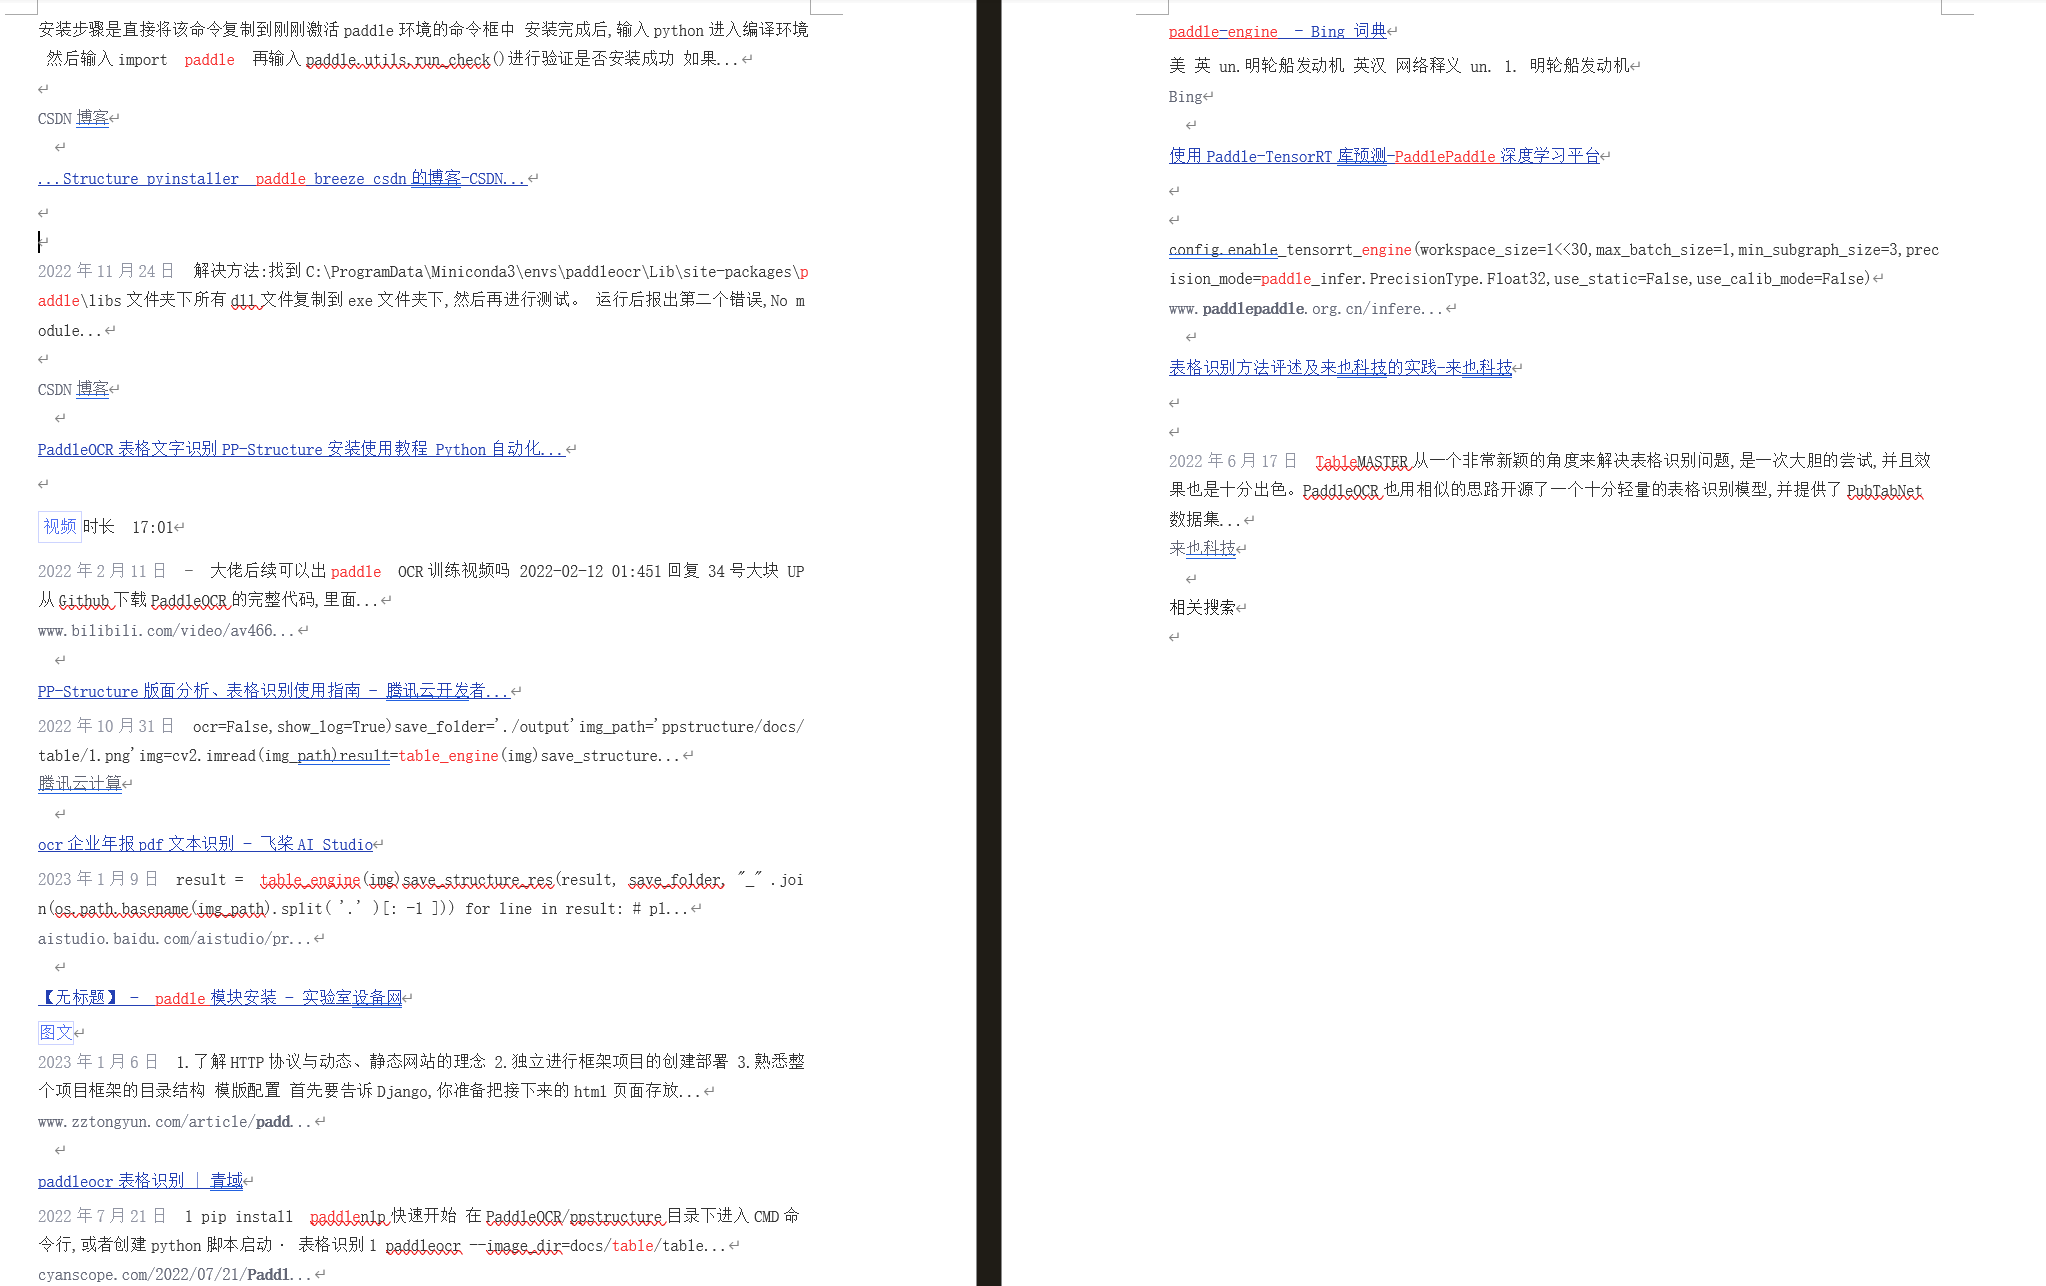 安装步骤是直接将该命令复制到刚刚激活 paddle 环境的命令框中 安装完成后,输入 python 进入编译环境
然后输入 import paddle 再输入 paddle.utils.run_check()进行验证是否安装成功 如果...
CSDN 博客
...Structure pyinstaller paddle breeze csdn 的博客-CSDN...
2022 年 11 月 24 日 解决方法:找到 C:\ProgramData\Miniconda3\envs\paddleocr\Lib\site-packages\p
addle\libs 文件夹下所有 dll 文件复制到 exe 文件夹下,然后再进行测试。 运行后报出第二个错误,No m
odule...
CSDN 博客
PaddleOCR 表格文字识别 PP-Structure 安装使用教程 Python 自动化...
视频 时长 17:01
2022 年 2 月 11 日 - 大佬后续可以出 paddle OCR 训练视频吗 2022-02-12 01:451 回复 34 号大块 UP
从 Github 下载 PaddleOCR 的完整代码,里面...
www.bilibili.com/video/av466...
PP-Structure 版面分析、表格识别使用指南 - 腾讯云开发者...
2022 年 10 月 31 日 ocr=False,show_log=True)save_folder='./output'img_path='ppstructure/docs/
table/1.png'img=cv2.imread(img_path)result=table_engine(img)save_structure...
腾讯云计算
ocr 企业年报 pdf 文本识别 - 飞桨 AI Studio
2023 年 1 月 9 日 result = table_engine(img)save_structure_res(result, save_folder, "_" .joi
n(os.path.basename(img_path).split( '.' )[: -1 ])) for line in result: # pl...
aistudio.baidu.com/aistudio/pr...
【无标题】 - paddle 模块安装 - 实验室设备网
图文
2023 年 1 月 6 日 1.了解 HTTP 协议与动态、静态网站的理念 2.独立进行框架项目的创建部署 3.熟悉整
个项目框架的目录结构 模版配置 首先要告诉 Django,你准备把接下来的 html 页面存放...
www.zztongyun.com/article/padd...
paddleocr 表格识别 | 青域
2022 年 7 月 21 日 1 pip install paddlenlp 快速开始 在 PaddleOCR/ppstructure 目录下进入 CMD 命
令行,或者创建 python 脚本启动 · 表格识别 1 paddleocr --image_dir=docs/table/table...
cyanscope.com/2022/07/21/Paddl...
paddle-engine - Bing 词典
美 英 un.明轮船发动机 英汉 网络释义 un. 1. 明轮船发动机
Bing
使用 Paddle-TensorRT 库预测-PaddlePaddle 深度学习平台
config.enable_tensorrt_engine(workspace_size=1<<30,max_batch_size=1,min_subgraph_size=3,prec
ision_mode=paddle_infer.PrecisionType.Float32,use_static=False,use_calib_mode=False)
www.paddlepaddle.org.cn/infere...
表格识别方法评述及来也科技的实践-来也科技
2022 年 6 月 17 日 TableMASTER 从一个非常新颖的角度来解决表格识别问题,是一次大胆的尝试,并且效
果也是十分出色。PaddleOCR 也用相似的思路开源了一个十分轻量的表格识别模型,并提供了 PubTabNet
数据集...
来也科技
相关搜索